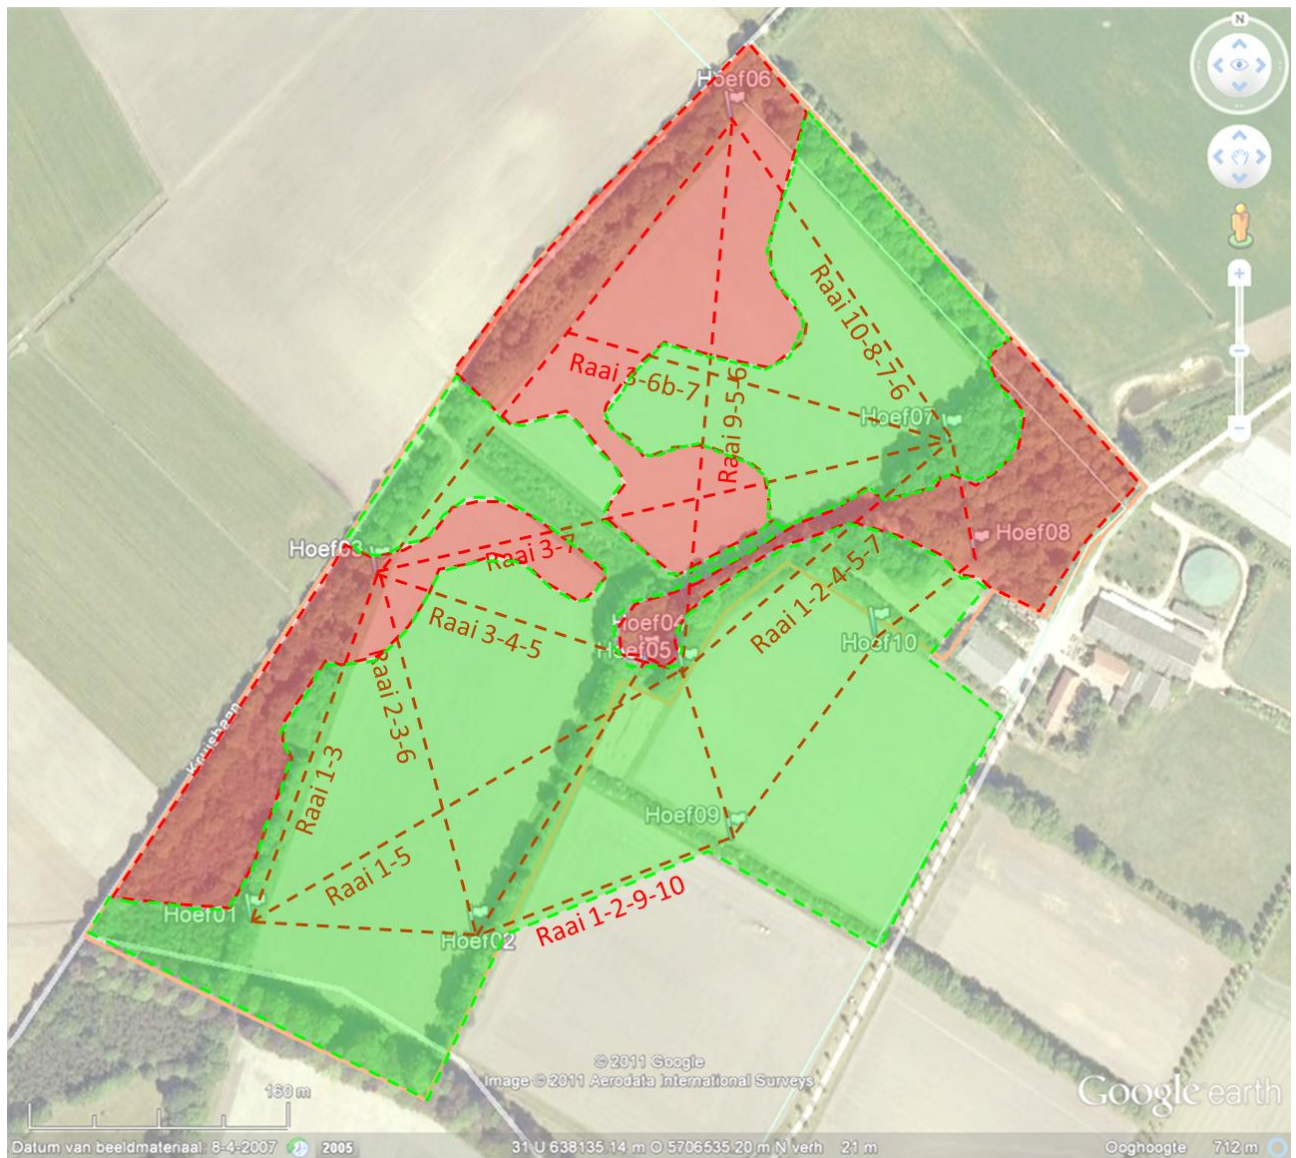 N
Hoef06
Raai 10-8-7-6
Raai 3-6b-7
Raai 9-5-6
Hoef07
Hoef08
Hoef03
Raai 3-7
Raai 3-4-5
Hoef04
Hoef05
Raai 1-2-4-5-7
Hoef10
Raai 2-3-6
Kruisbaan
Raai 1-3
Hoef09
Raai 1-5
Hoef01
Hoef02
Raai 1-2-9-10
© 2011 Google
Image © 2011 Aerodata International Surveys
Google earth
160 m
Datum van beeldmateriaal: 8-4-2007 2005 31 U 638135.14 m O 5706535.20 m N verh 21 m Ooghoogte 712 m